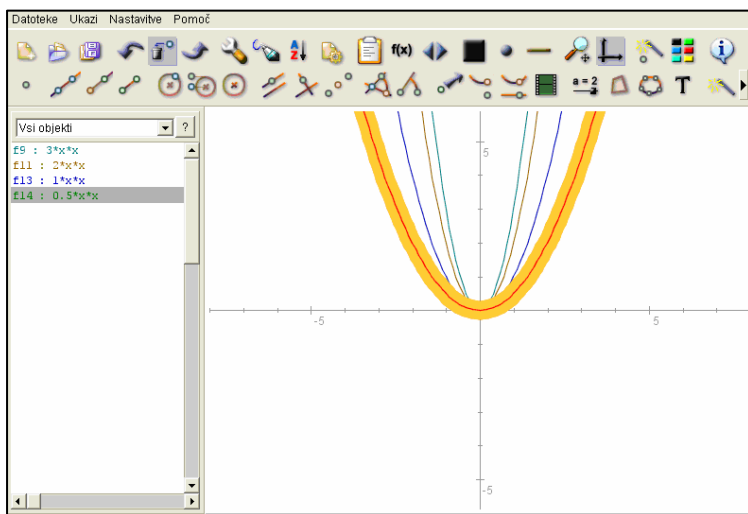 Datoteke Ukazi Nastavitve Pomoč
A
Z
f(x)
a = 2
T
Vsi objekti
?
f9 : 3*x*x
f11 : 2*x*x
f13 : 1*x*x
f14 : 0.5*x*x
5
-5
5
-5